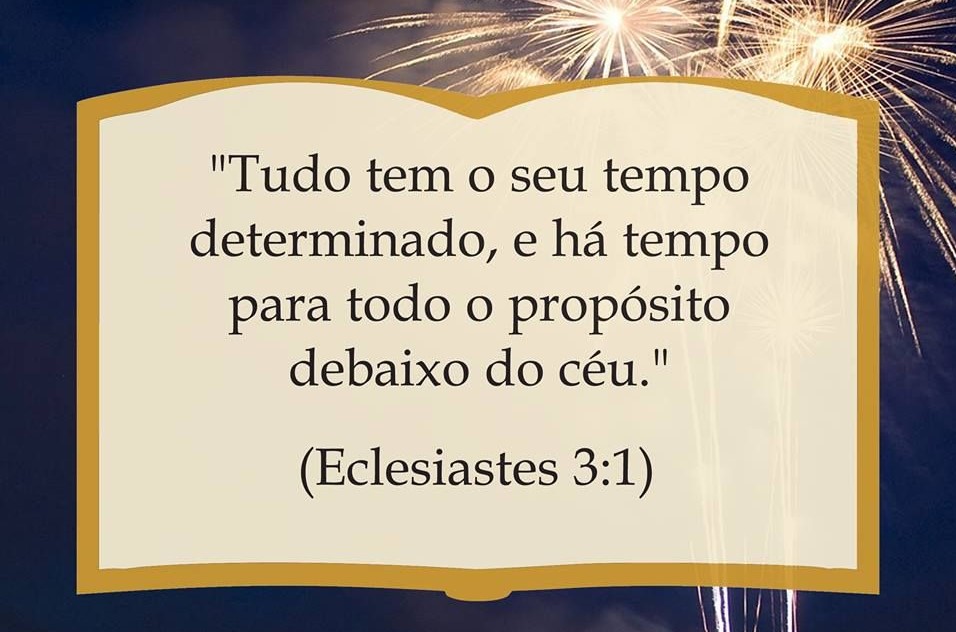 "Tudo tem o seu tempo
determinado, e há tempo
para todo o propósito
debaixo do céu."
(Eclesiastes 3:1)